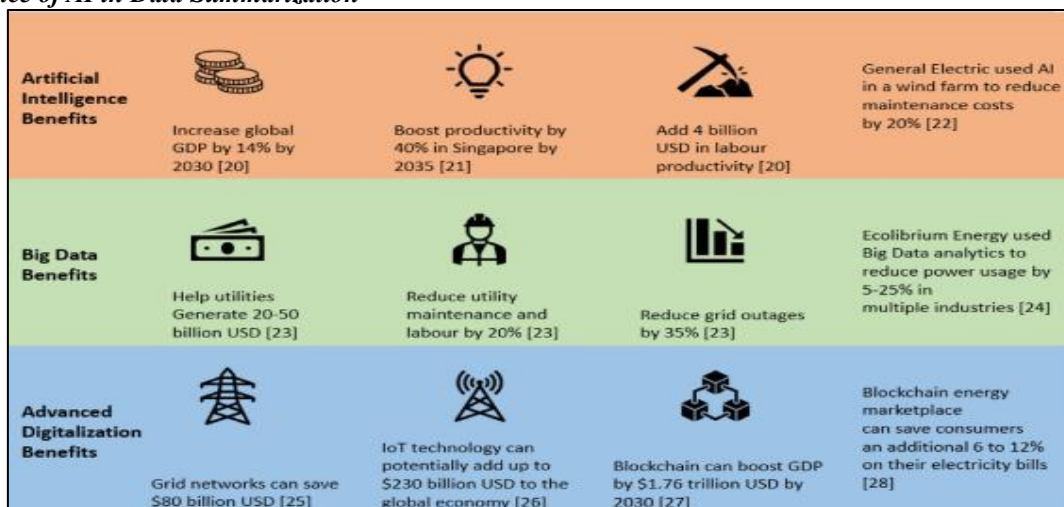 of AI in Data Summarization
Artificial
Intelligence
Benefits
Increase global
GDP by 14% by
2030 [20]
Boost productivity by
40% in Singapore by
2035 [21]
Add 4 billion
USD in labour
productivity [20]
General Electric used AI
in a wind farm to reduce
maintenance costs
by 20% [22]
Big Data
Benefits
Help utilities
Generate 20-50
billion USD [23]
Reduce utility
maintenance and
labour by 20% [23]
Reduce grid outages
by 35% [23]
Ecolibrium Energy used
Big Data analytics to
reduce power usage by
5-25% in
multiple industries [24]
Advanced
Digitalization
Benefits
Grid networks can save
$80 billion USD [25]
IoT technology can
potentially add up to
$230 billion USD to the
global economy [26]
Blockchain can boost GDP
by $1.76 trillion USD by
2030 [27]
Blockchain energy
marketplace
can save consumers
an additional 6 to 12%
on their electricity bills
[28]